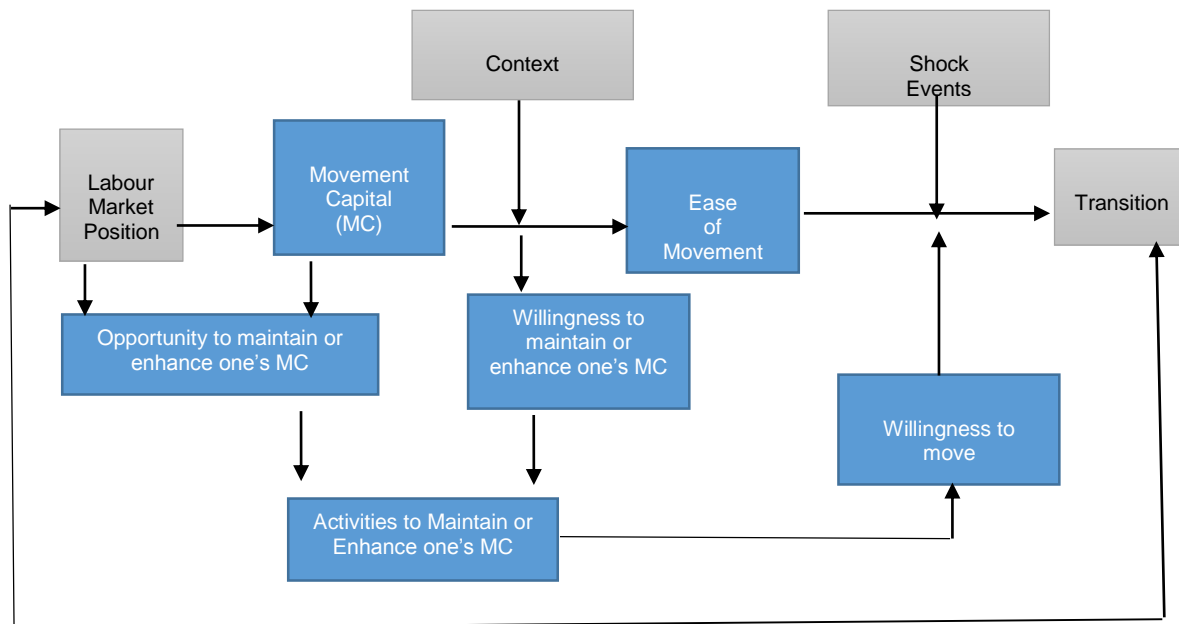 Context
Shock
Events
Labour
Market
Position
Movement
Capital
(MC)
Ease
of
Movement
Transition
Opportunity to maintain or
enhance one's MC
Willingness to
maintain or
enhance one's MC
Willingness to
move
Activities to Maintain or
Enhance one's MC